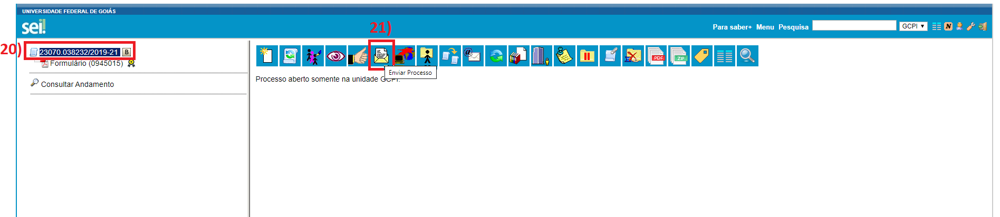 UNIVERSIDADE FEDERAL DE GOIÁS
sei!
21)
Para saber+ Menu Pesquisa GCPI N
20)
23070.038232/2019-21 B
Formulário (0945015)
Enviar Processo
Consultar Andamento
Processo aberto somente na unidade GCPI.
PDF
ZIP